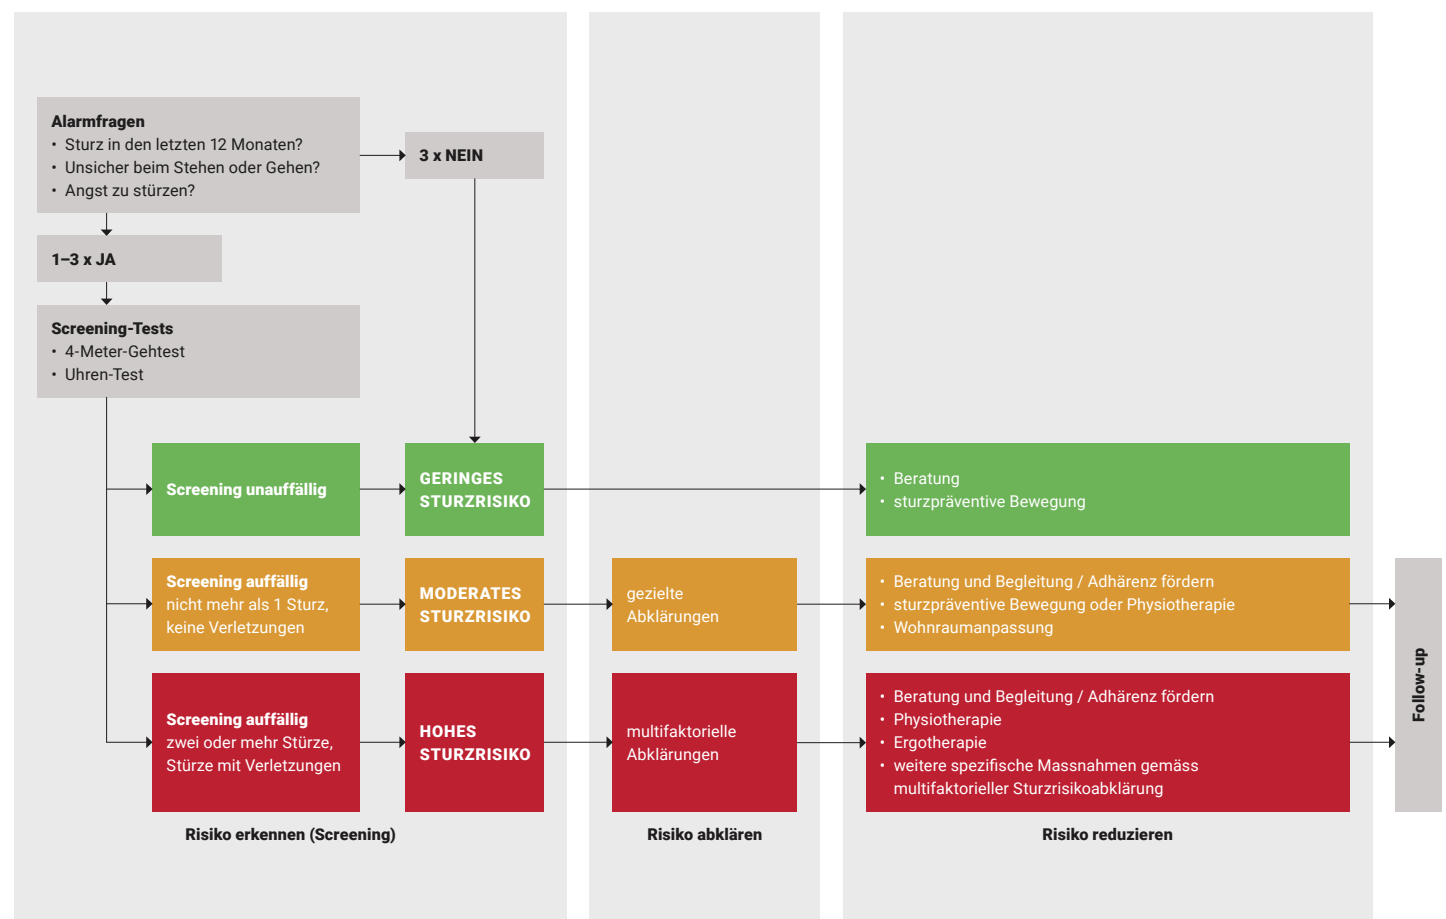 Alarmfragen
• Sturz in den letzten 12 Monaten?
• Unsicher beim Stehen oder Gehen?
• Angst zu stürzen?
3 x NEIN
1–3 x JA
Screening-Tests
• 4-Meter-Gehtest
• Uhren-Test
Screening unauffällig
GERINGES
STURZRISIKO
• Beratung
• sturzpräventive Bewegung
Screening auffällig
nicht mehr als 1 Sturz,
keine Verletzungen
MODERATES
STURZRISIKO
gezielte
Abklärungen
• Beratung und Begleitung / Adhärenz fördern
• sturzpräventive Bewegung oder Physiotherapie
• Wohnraumanpassung
Screening auffällig
zwei oder mehr Stürze,
Stürze mit Verletzungen
HOHES
STURZRISIKO
multifaktorielle
Abklärungen
• Beratung und Begleitung / Adhärenz fördern
• Physiotherapie
• Ergotherapie
• weitere spezifische Massnahmen gemäss
multifaktorieller Sturzrisikoabklärung
Follow-up
Risiko erkennen (Screening)
Risiko abklären
Risiko reduzieren